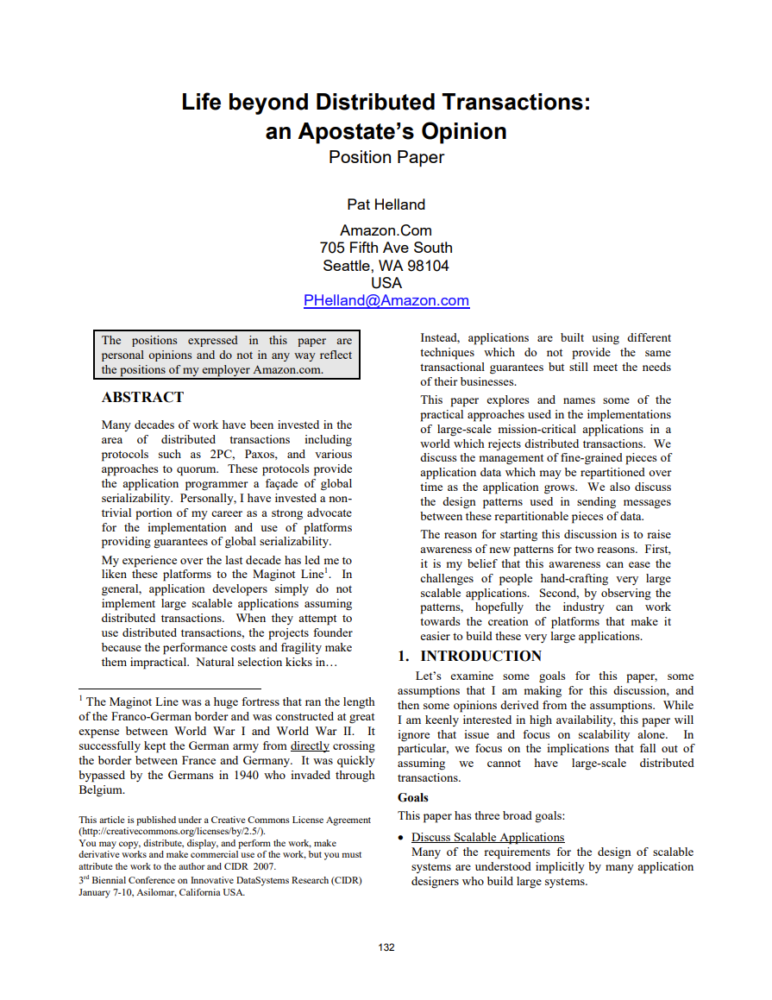 Life beyond Distributed Transactions:
an Apostate’s Opinion
Position Paper
Pat Helland
Amazon.Com
705 Fifth Ave South
Seattle, WA 98104
USA
PHelland@Amazon.com
The positions expressed in this paper are
personal opinions and do not in any way reflect
the positions of my employer Amazon.com.
ABSTRACT
Many decades of work have been invested in the
area of distributed transactions including
protocols such as 2PC, Paxos, and various
approaches to quorum. These protocols provide
the application programmer a façade of global
serializability. Personally, I have invested a non-
trivial portion of my career as a strong advocate
for the implementation and use of platforms
providing guarantees of global serializability.
My experience over the last decade has led me to
liken these platforms to the Maginot Line1. In
general, application developers simply do not
implement large scalable applications assuming
distributed transactions. When they attempt to
use distributed transactions, the projects founder
because the performance costs and fragility make
them impractical. Natural selection kicks in…
1 The Maginot Line was a huge fortress that ran the length
of the Franco-German border and was constructed at great
expense between World War I and World War II. It
successfully kept the German army from directly crossing
the border between France and Germany. It was quickly
bypassed by the Germans in 1940 who invaded through
Belgium.
This article is published under a Creative Commons License Agreement
(http://creativecommons.org/licenses/by/2.5/).
You may copy, distribute, display, and perform the work, make
derivative works and make commercial use of the work, but you must
attribute the work to the author and CIDR 2007.
3rd Biennial Conference on Innovative DataSystems Research (CIDR)
January 7-10, Asilomar, California USA.
Instead, applications are built using different
techniques which do not provide the same
transactional guarantees but still meet the needs
of their businesses.
This paper explores and names some of the
practical approaches used in the implementations
of large-scale mission-critical applications in a
world which rejects distributed transactions. We
discuss the management of fine-grained pieces of
application data which may be repartitioned over
time as the application grows. We also discuss
the design patterns used in sending messages
between these repartitionable pieces of data.
The reason for starting this discussion is to raise
awareness of new patterns for two reasons. First,
it is my belief that this awareness can ease the
challenges of people hand-crafting very large
scalable applications. Second, by observing the
patterns, hopefully the industry can work
towards the creation of platforms that make it
easier to build these very large applications.
1. INTRODUCTION
Let’s examine some goals for this paper, some
assumptions that I am making for this discussion, and
then some opinions derived from the assumptions. While
I am keenly interested in high availability, this paper will
ignore that issue and focus on scalability alone. In
particular, we focus on the implications that fall out of
assuming we cannot have large-scale distributed
transactions.
Goals
This paper has three broad goals:
• Discuss Scalable Applications
Many of the requirements for the design of scalable
systems are understood implicitly by many application
designers who build large systems.
132